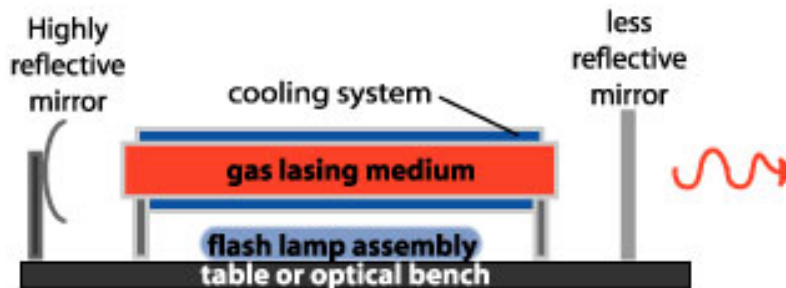 Highly
reflective
mirror
cooling system
less
reflective
mirror
gas lasing medium
flash lamp assembly
table or optical bench